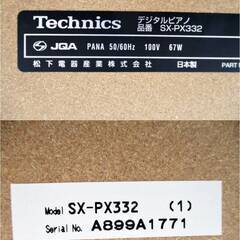 Technics デジタルピアノ
品番 SX-PX332
JQA PANA 50/60Hz 100V 67W
松下電器産業株式会社 日本製 PART
Model SX-PX332 (1)
Serial No. A899A1771